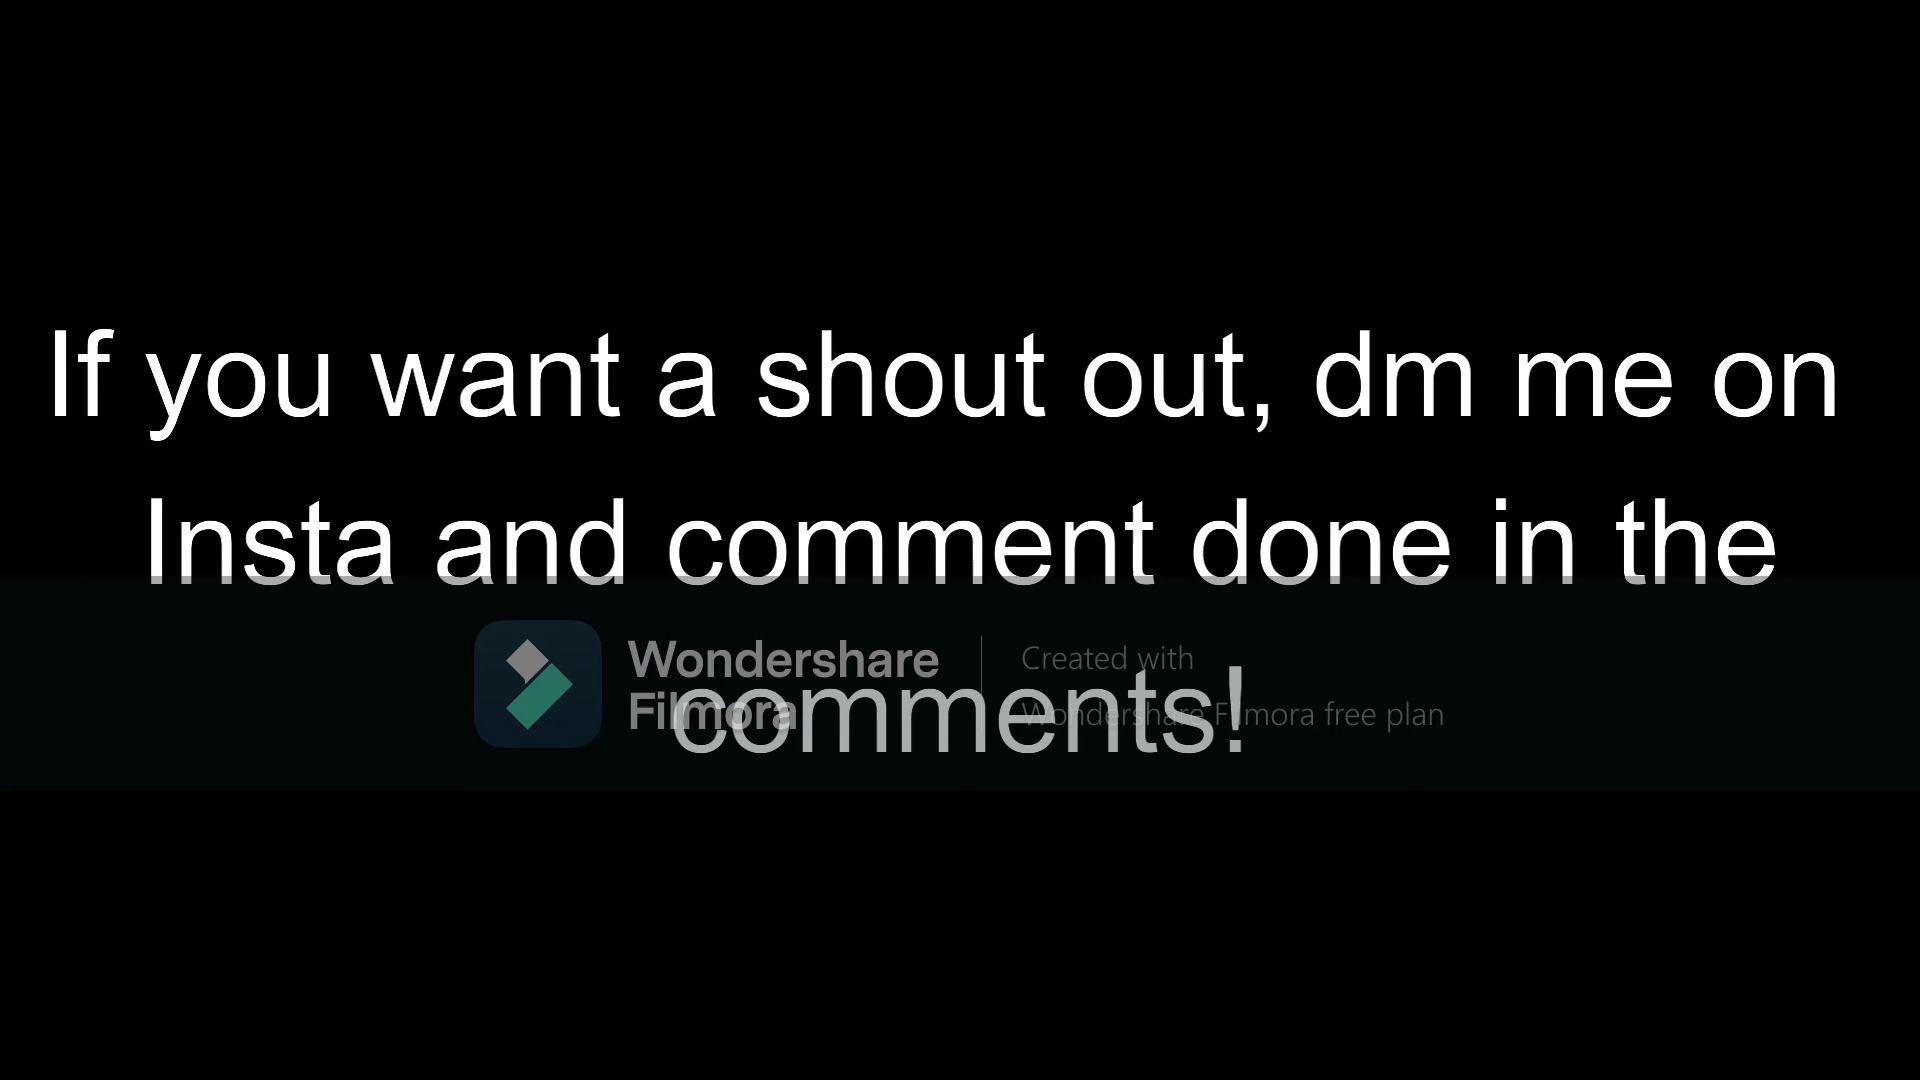 If you want a shout out, dm me on
Insta and comment done in the
comments!
Wondershare
Filmora
Created with
Wondershare Filmora free plan